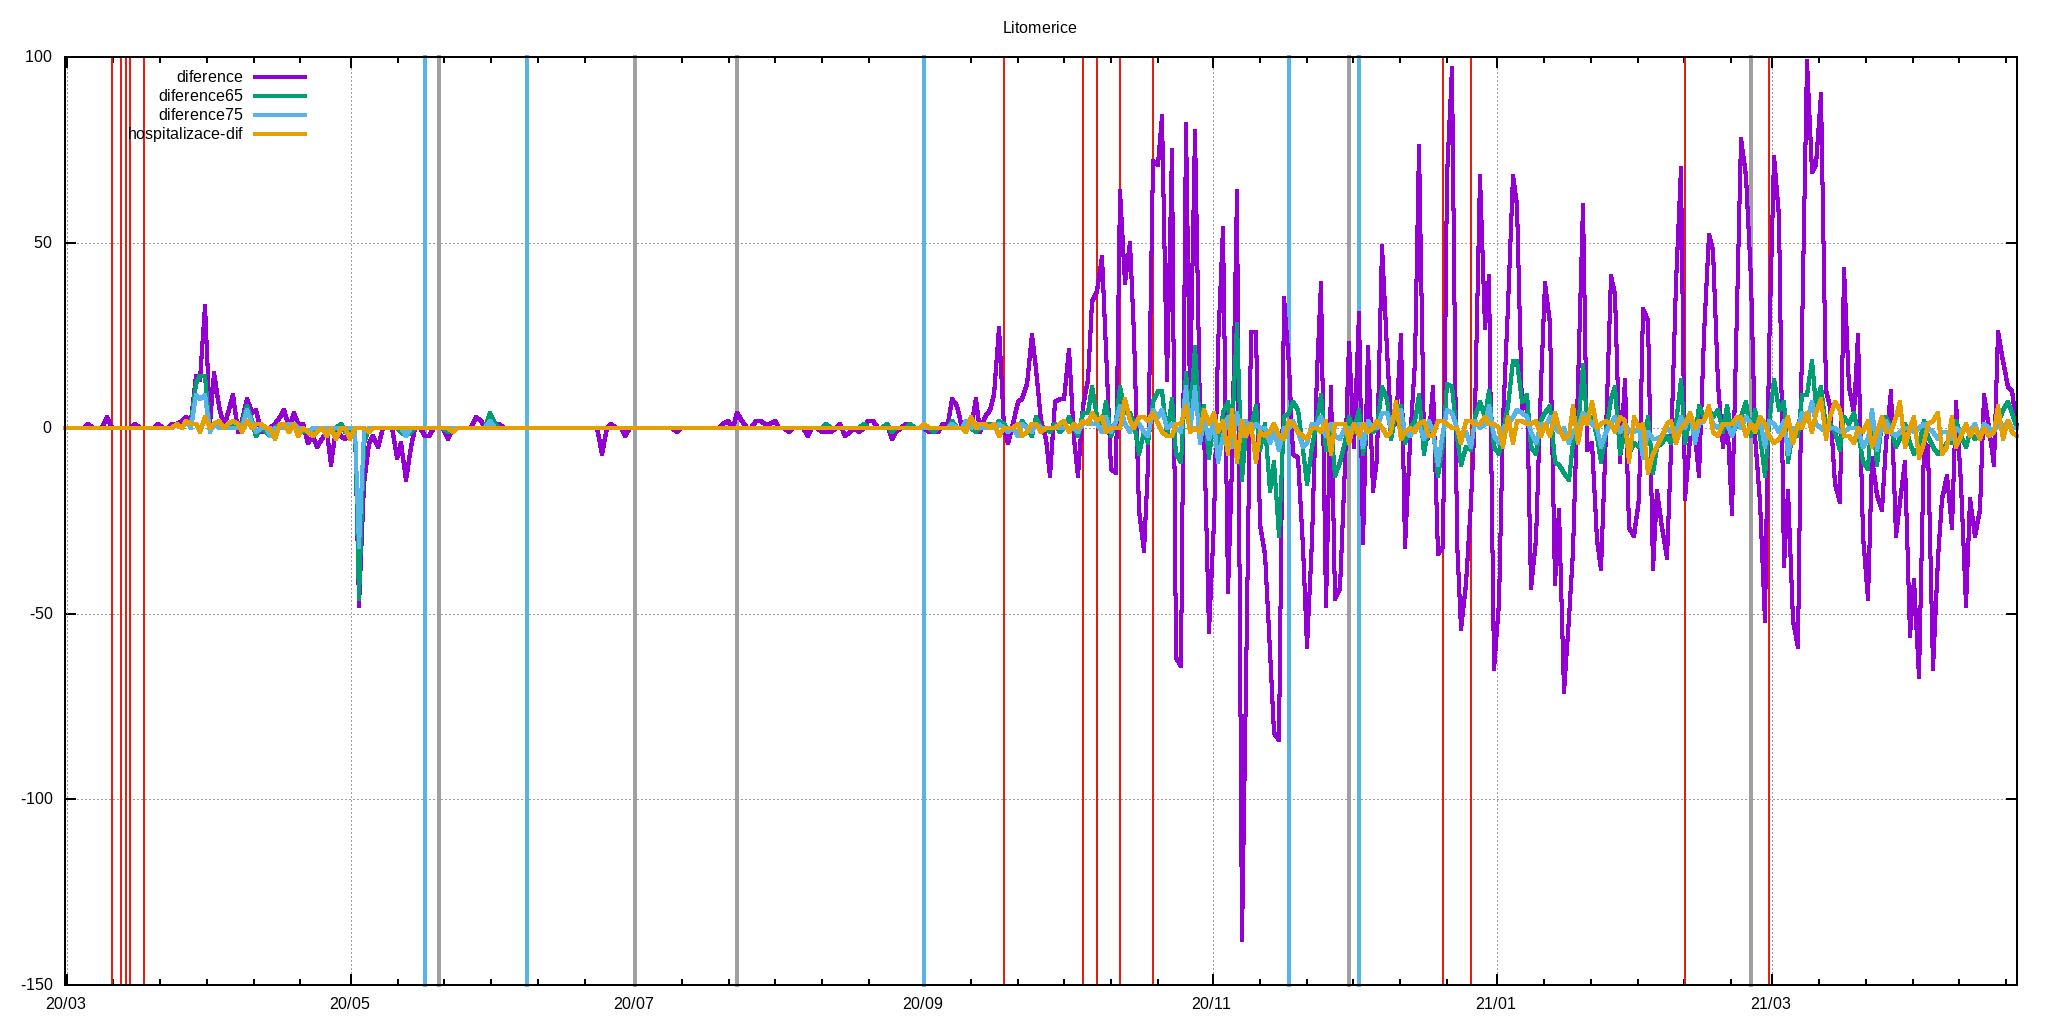 Litomerice
100
diference
diference65
diference75
hospitalizace-dif
50
0
-50
-100
-150
20/03 20/05 20/07 20/09 20/11 21/01 21/03